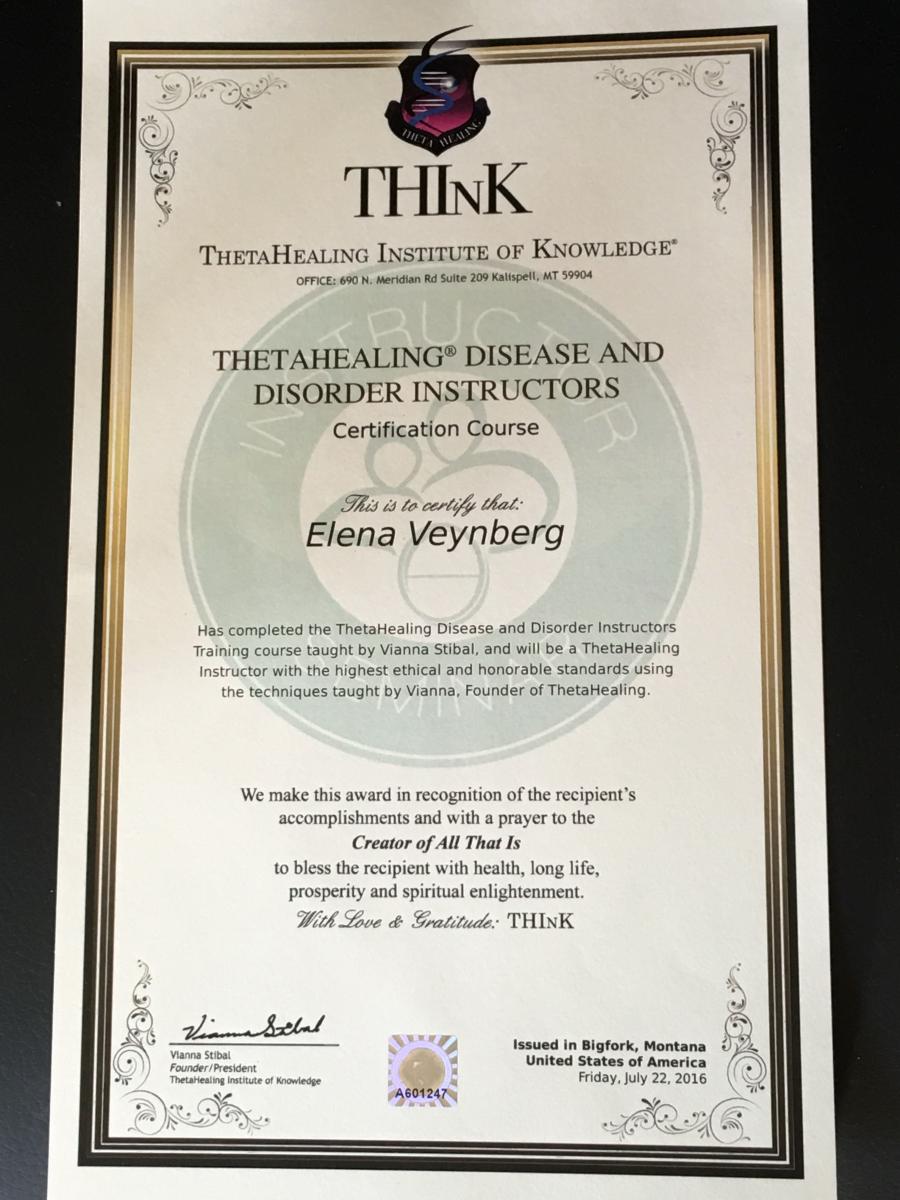 THETA HEALING
THInK
THETAHEALING INSTITUTE OF KNOWLEDGE®
OFFICE: 690 N. Meridian Rd Suite 209 Kalispell, MT 59904
INSTRUCTOR
THETAHEALING® DISEASE AND
DISORDER INSTRUCTORS
Certification Course
This is to certify that:
Elena Veynberg
Has completed the ThetaHealing Disease and Disorder Instructors
Training course taught by Vianna Stibal, and will be a ThetaHealing
Instructor with the highest ethical and honorable standards using
the techniques taught by Vianna, Founder of ThetaHealing.
SEMINAR
We make this award in recognition of the recipient's
accomplishments and with a prayer to the
Creator of All That Is
to bless the recipient with health, long life,
prosperity and spiritual enlightenment.
With Love & Gratitude: THInK
Vianna Stibal
Vianna Stibal
Founder/President
ThetaHealing Institute of Knowledge
A601247
Issued in Bigfork, Montana
United States of America
Friday, July 22, 2016